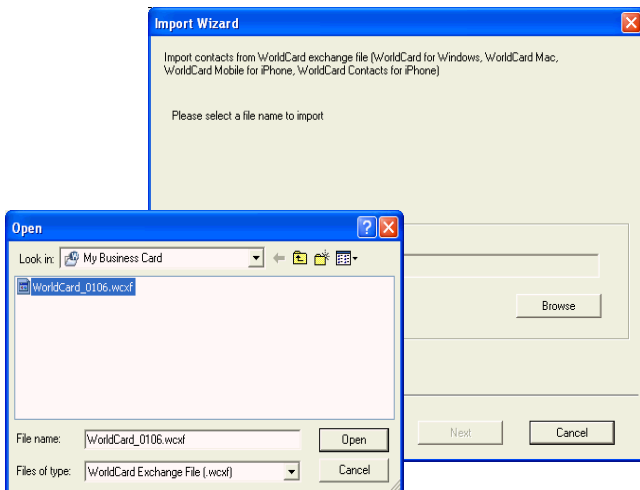 Import Wizard
Import contacts from WorldCard exchange file (WorldCard for Windows, WorldCard Mac,
WorldCard Mobile for iPhone, WorldCard Contacts for iPhone)
Please select a file name to import
Browse
Next
Cancel
Open
Look in:
My Business Card
WorldCard_0106.wcxf
File name:
WorldCard_0106.wcxf
Open
Files of type:
WorldCard Exchange File (.wcxf)
Cancel